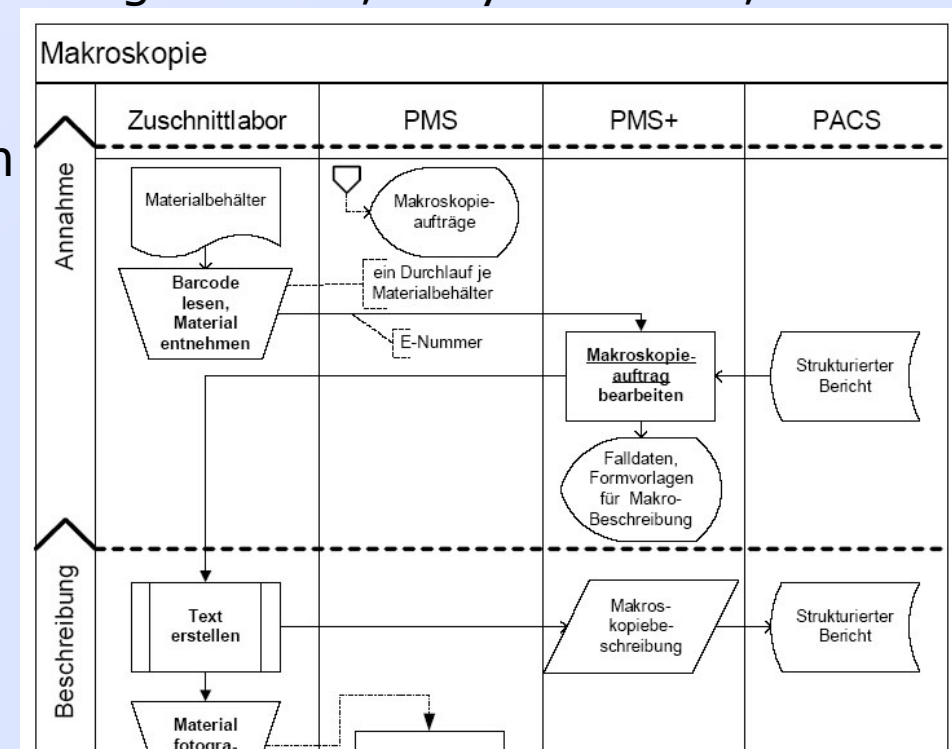 Makroskopie
Zuschnittlabor
PMS
PMS+
PACS
Annahme
Materialbehälter
Makroskopie-
aufträge
Barcode
lesen,
Material
entnehmen
ein Durchlauf je
Materialbehälter
E-Nummer
Makroskopie-
auftrag
bearbeiten
Strukturierter
Bericht
Falldaten,
Formvorlagen
für Makro-
Beschreibung
Beschreibung
Text
erstellen
Makros-
kopiebe-
schreibung
Strukturierter
Bericht
Material
fotogra-